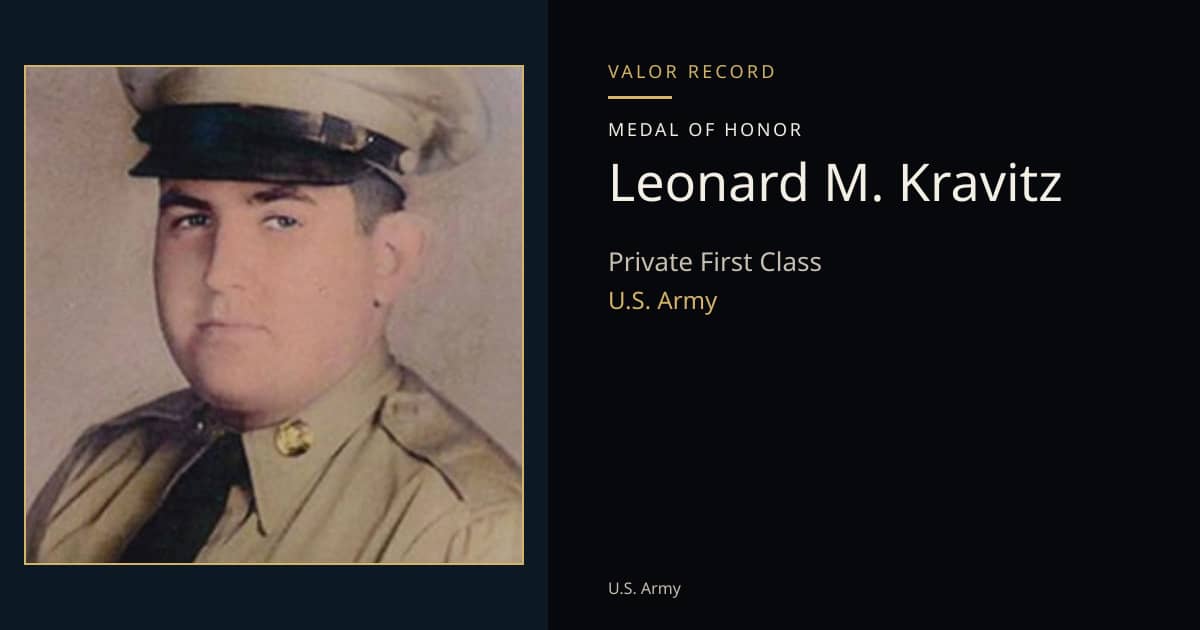 VALOR RECORD
MEDAL OF HONOR
Leonard M. Kravitz
Private First Class
U.S. Army
U.S. Army